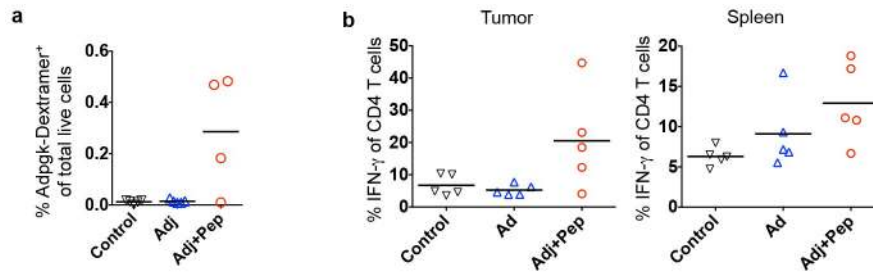 a
% Adpgk-Dextramer+
of total live cells
0.6
0.4
0.2
0.0
Control
Adj
Adj+Pep
b
Tumor
% IFN-γ of CD4 T cells
50
40
30
20
10
0
Control
Ad
Adj+Pep
Spleen
% IFN-γ of CD4 T cells
20
15
10
5
0
Control
Ad
Adj+Pep